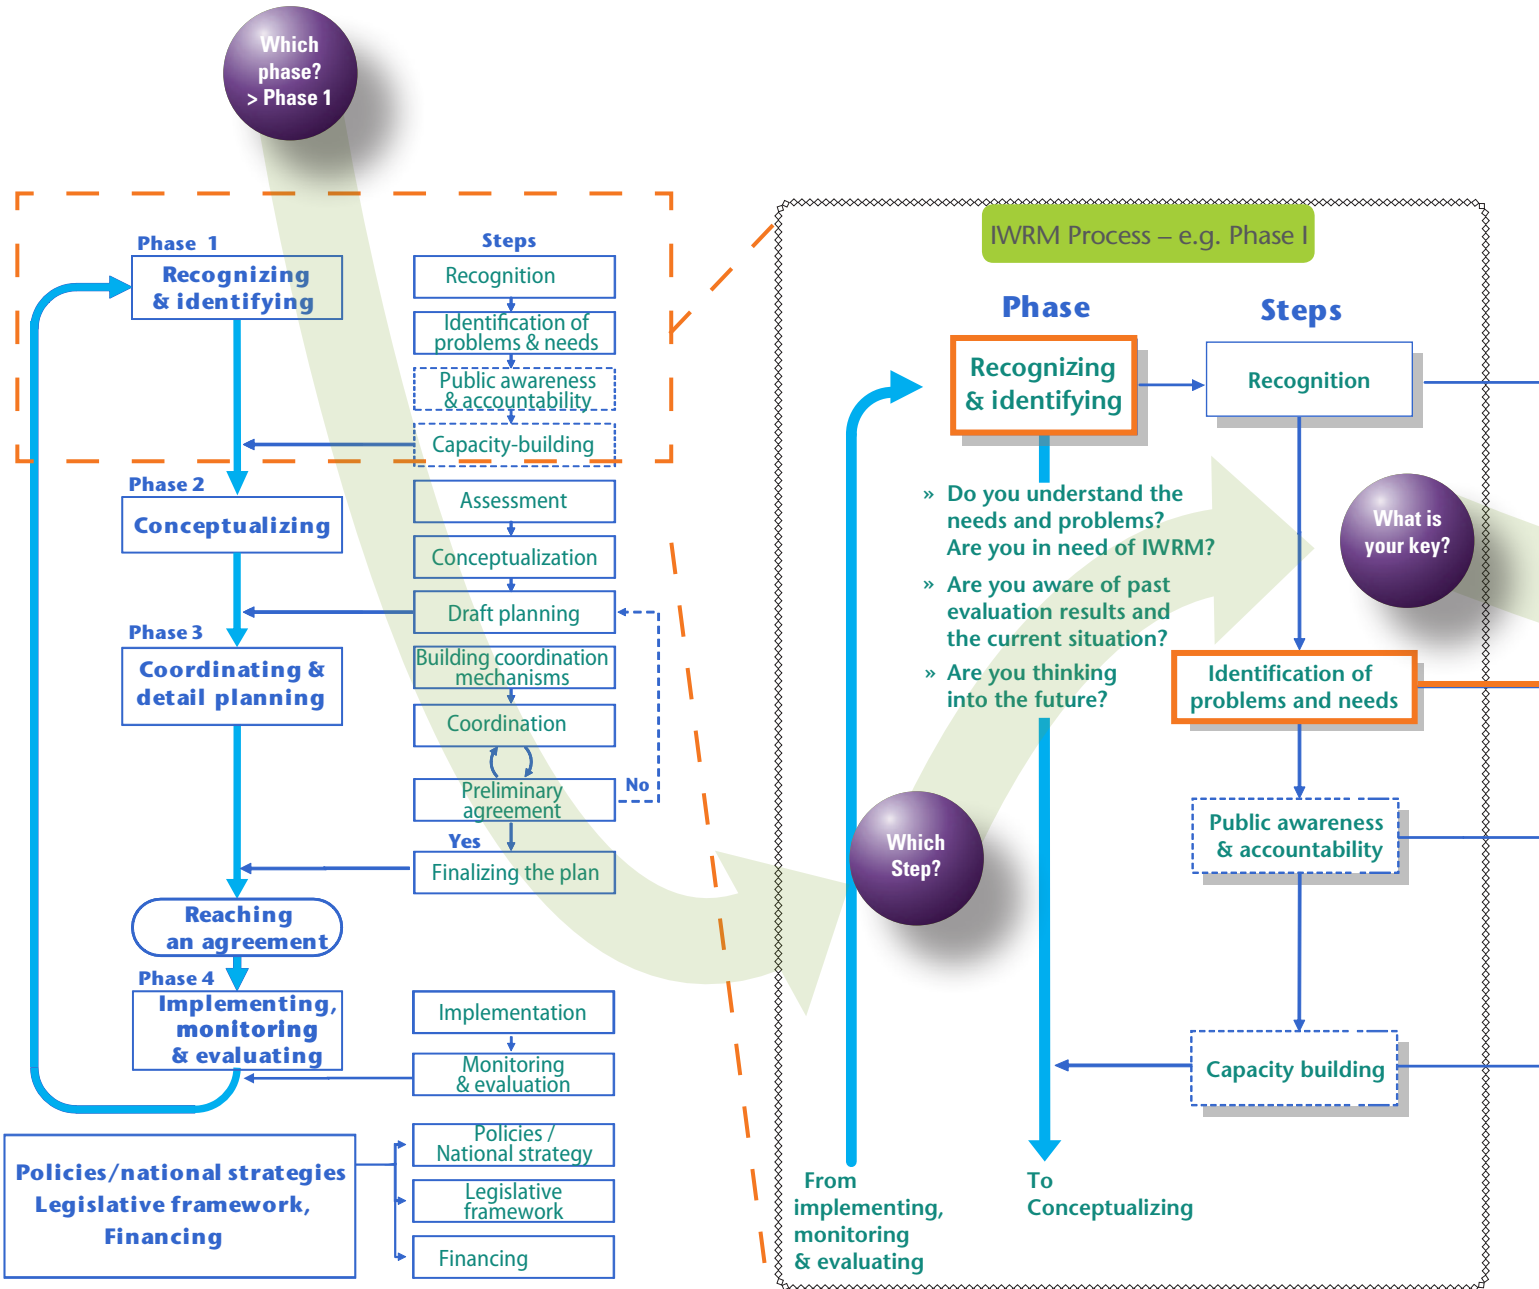 Which
phase?
> Phase 1
Phase 1
Recognizing
& identifying
Steps
Recognition
Identification of
problems & needs
Public awareness
& accountability
Capacity-building
Phase 2
Conceptualizing
Assessment
Conceptualization
Draft planning
Phase 3
Coordinating &
detail planning
Building coordination
mechanisms
Coordination
Preliminary
agreement
No
Yes
Finalizing the plan
Reaching
an agreement
Phase 4
Implementing,
monitoring
& evaluating
Implementation
Monitoring
& evaluation
Policies/national strategies
Legislative framework,
Financing
Policies /
National strategy
Legislative
framework
Financing
IWRM Process – e.g. Phase I
Phase
Steps
Recognizing
& identifying
Recognition
» Do you understand the
needs and problems?
Are you in need of IWRM?
» Are you aware of past
evaluation results and
the current situation?
» Are you thinking
into the future?
What is
your key?
Identification of
problems and needs
Which
Step?
Public awareness
& accountability
Capacity building
From
implementing,
monitoring
& evaluating
To
Conceptualizing